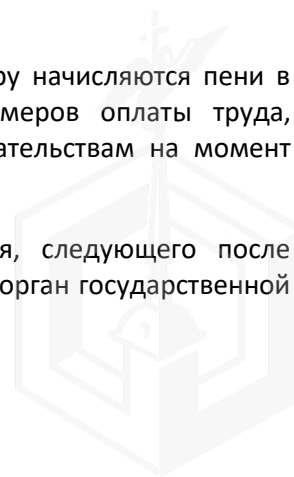 ру начисляются пени в
меров оплаты труда,
ательствам на момент
я, следующего после
орган государственной